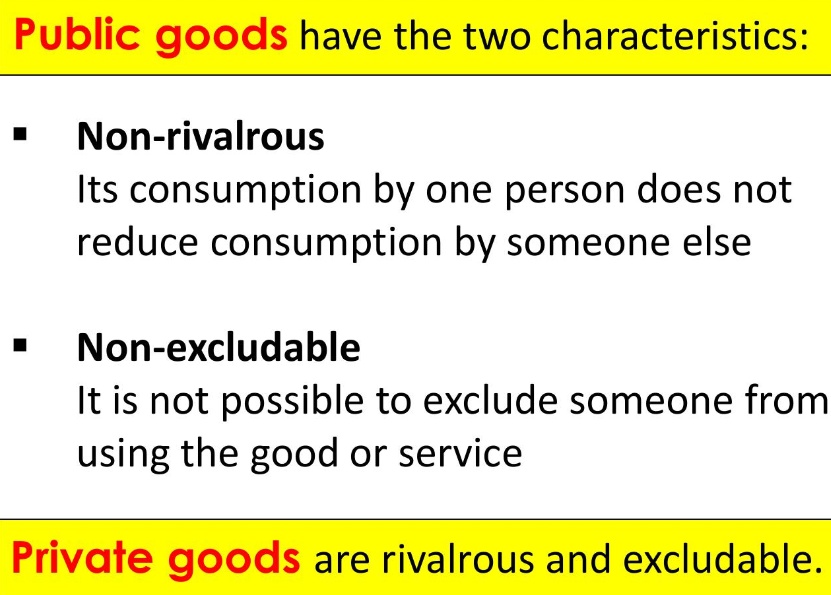 Public goods have the two characteristics:
▪ Non-rivalrous
Its consumption by one person does not
reduce consumption by someone else
▪ Non-excludable
It is not possible to exclude someone from
using the good or service
Private goods are rivalrous and excludable.